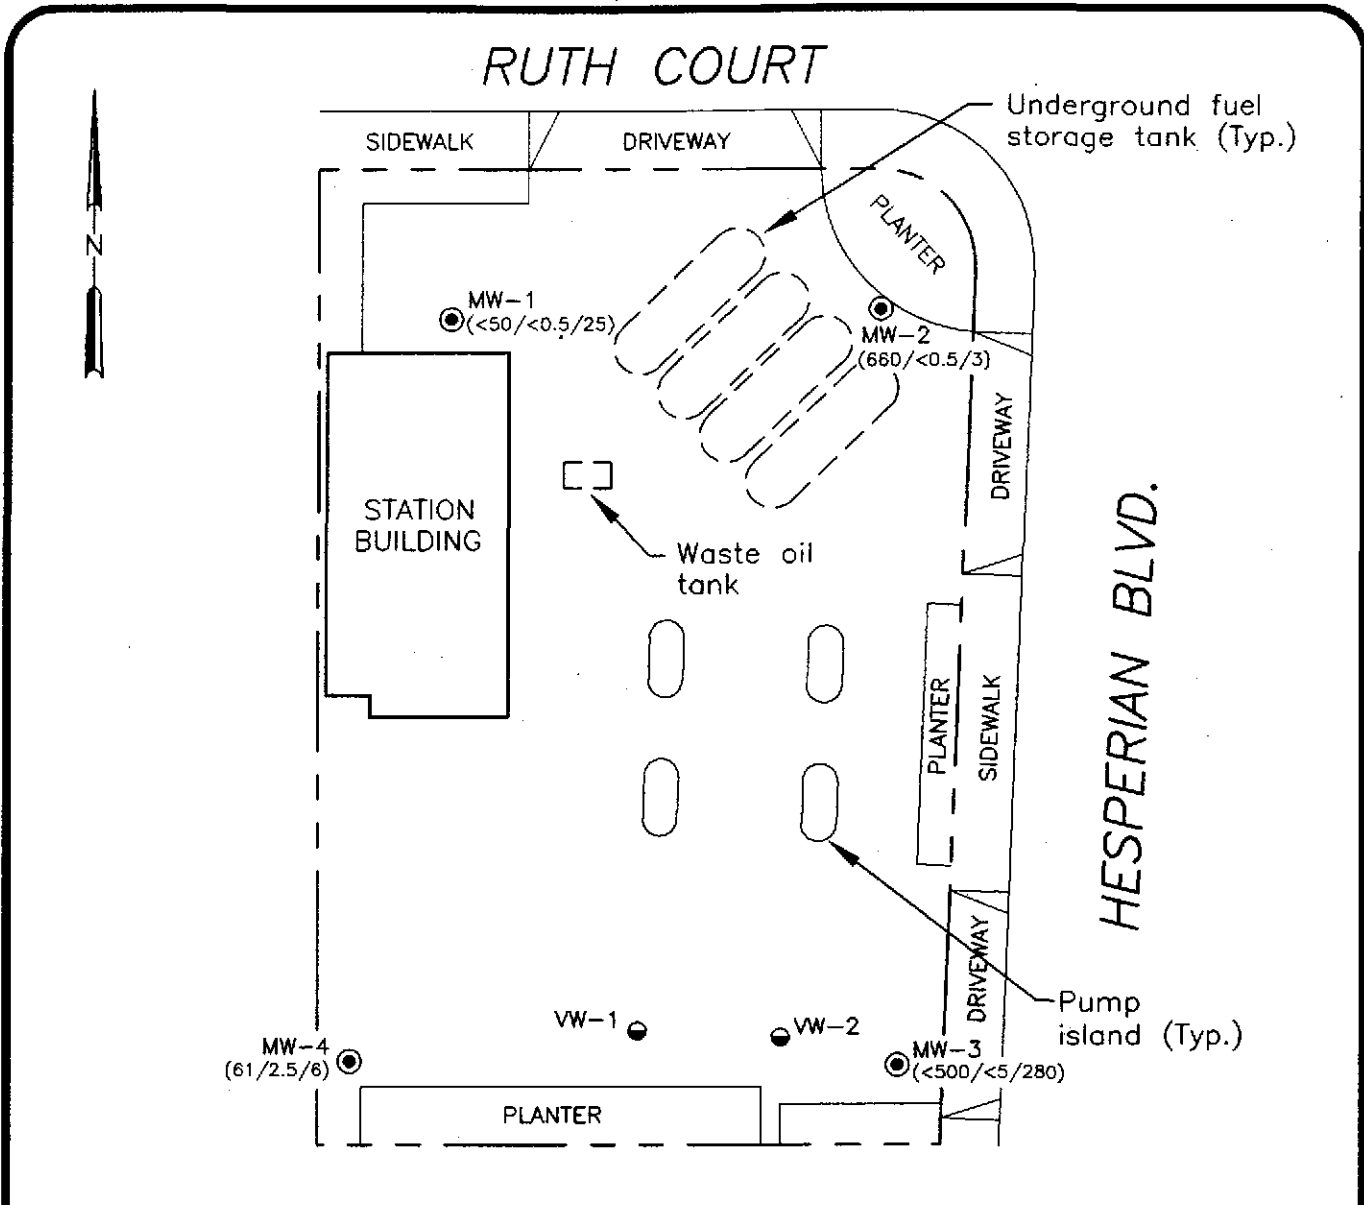 RUTH COURT
Underground fuel
storage tank (Typ.)
SIDEWALK
DRIVEWAY
PLANTER
N
MW-1
(<50/<0.5/25)
MW-2
(660/<0.5/3)
DRIVEWAY
STATION
BUILDING
Waste oil
tank
HESPERIAN BLVD.
PLANTER
SIDEWALK
DRIVEWAY
Pump
island (Typ.)
VW-1
VW-2
MW-4
(61/2.5/6)
MW-3
(<500/<5/280)
PLANTER